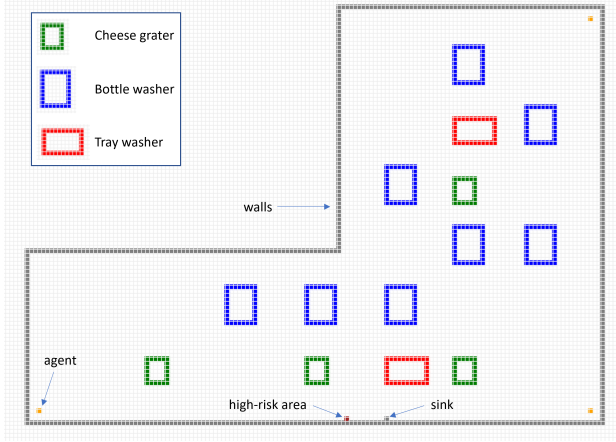 Cheese grater
Bottle washer
Tray washer
walls
agent
high-risk area
sink